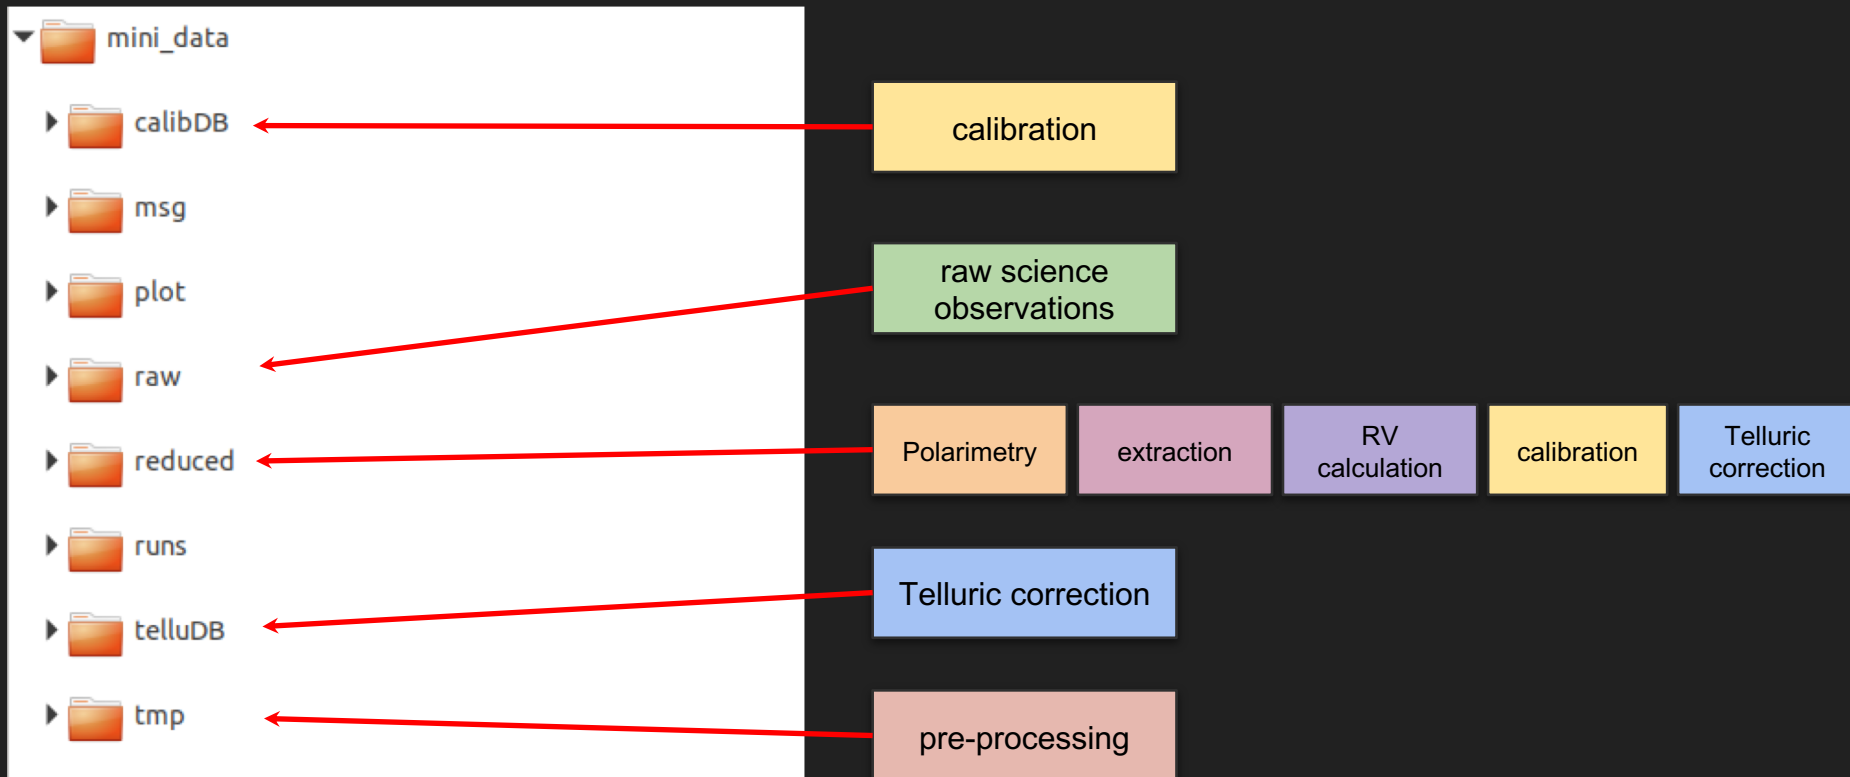 mini_data
calibDB
msg
plot
raw
reduced
runs
telluDB
tmp
calibration
raw science
observations
Polarimetry
extraction
RV
calculation
calibration
Telluric
correction
Telluric correction
pre-processing